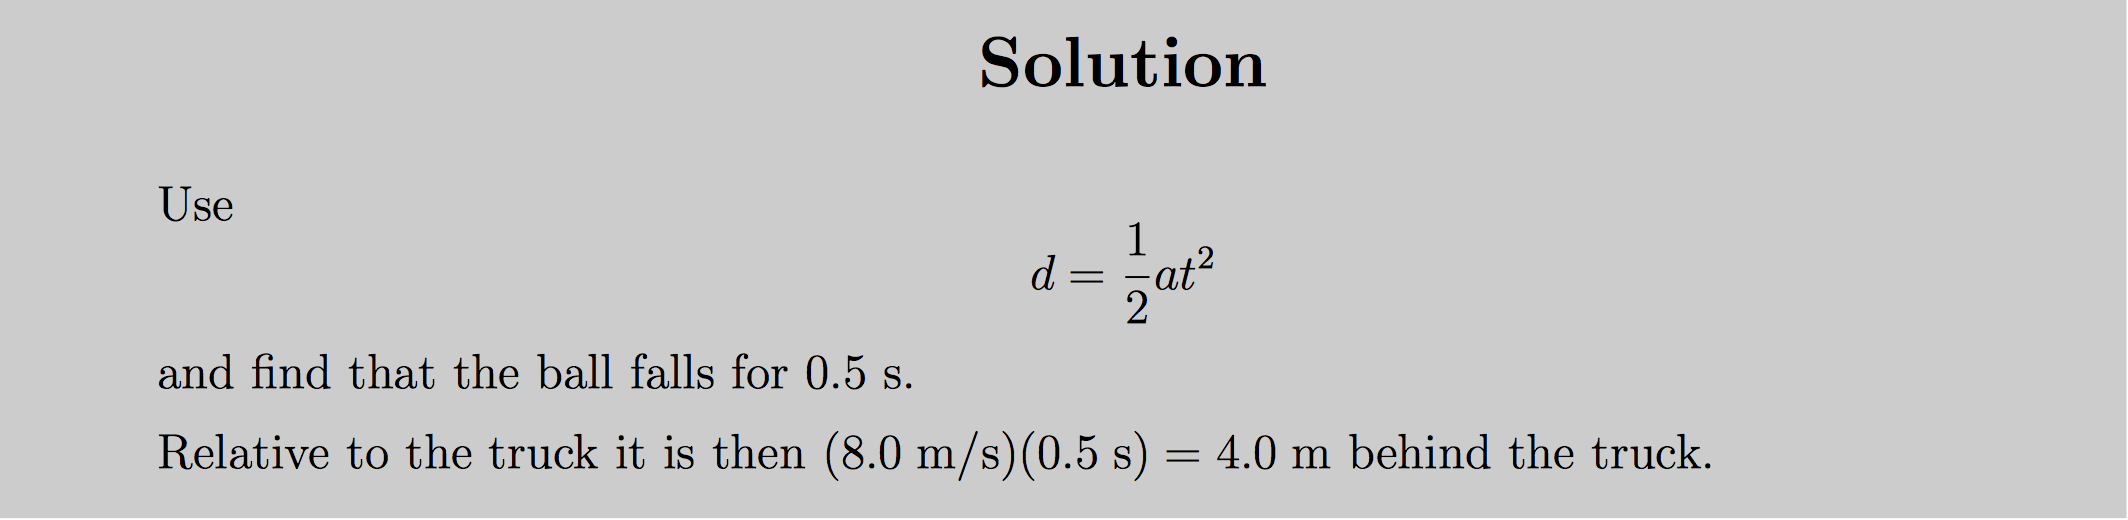 Solution
Use
d = \frac{1}{2}at^2
and find that the ball falls for 0.5 s.
Relative to the truck it is then (8.0 m/s)(0.5 s) = 4.0 m behind the truck.